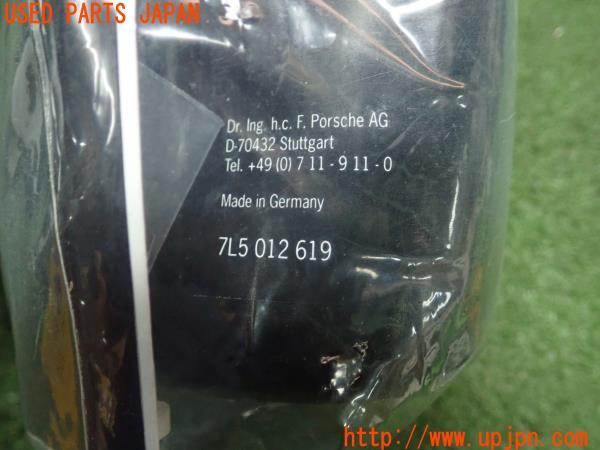 USED PARTS JAPAN
Dr. Ing. h.c. F. Porsche AG
D-70432 Stuttgart
Tel. +49 (0) 7 11 - 9 11 - 0
Made in Germany
7L5 012 619
http://www.upjpn.com